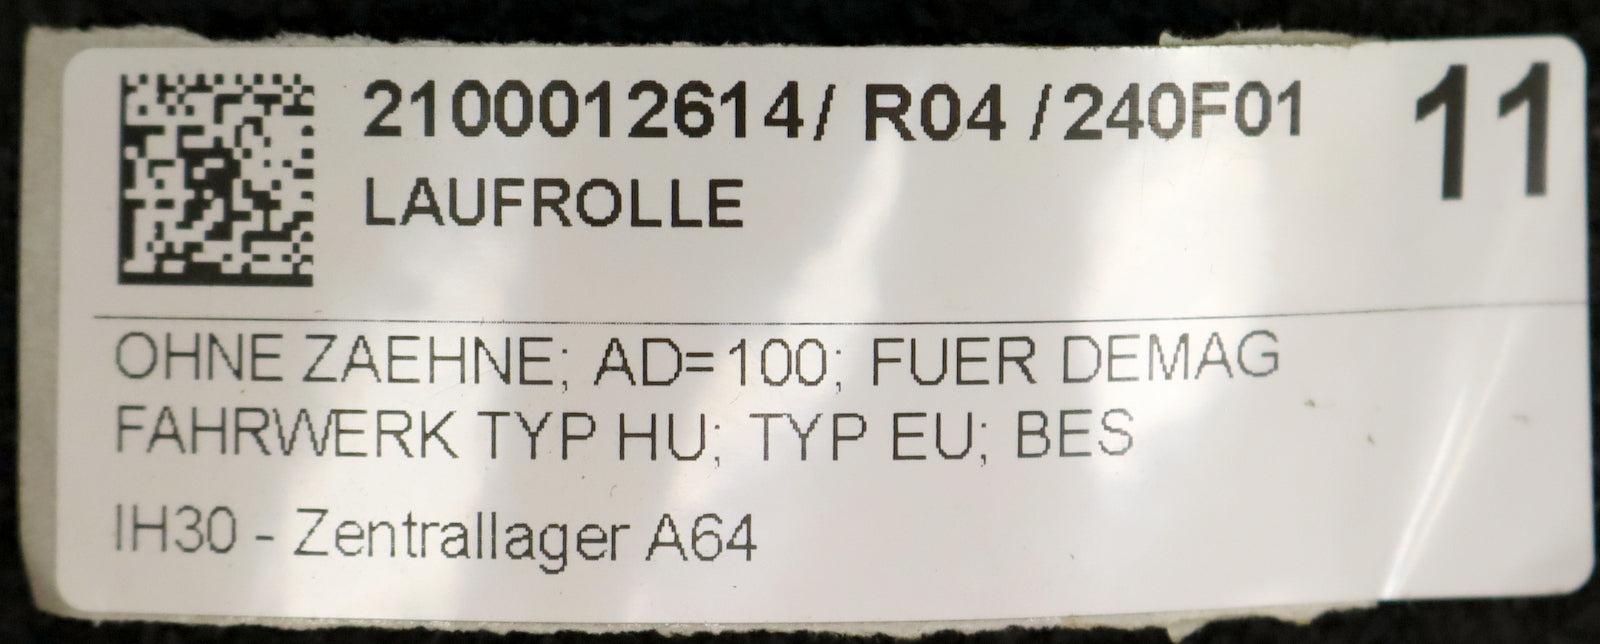 2100012614/ R04 /240F01 11
LAUFROLLE
OHNE ZAEHNE; AD=100; FUER DEMAG
FAHRWERK TYP HU; TYP EU; BES
IH30 - Zentrallager A64